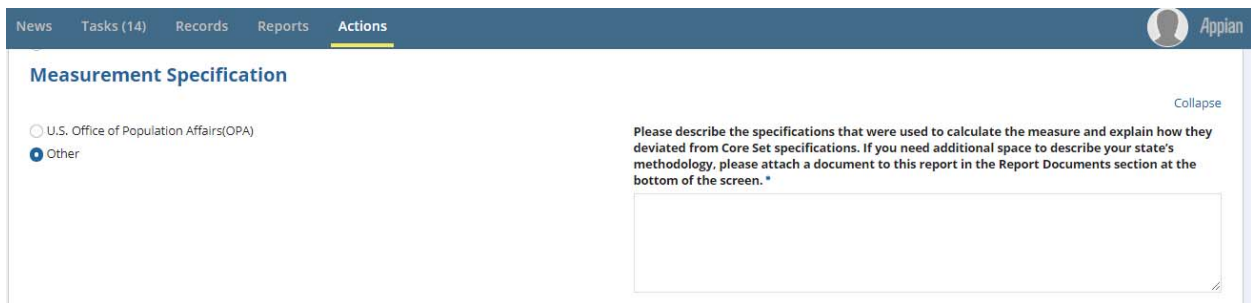 News Tasks (14) Records Reports Actions Appian
Measurement Specification
Collapse
U.S. Office of Population Affairs(OPA)
Other
Please describe the specifications that were used to calculate the measure and explain how they
deviated from Core Set specifications. If you need additional space to describe your state's
methodology, please attach a document to this report in the Report Documents section at the
bottom of the screen. *